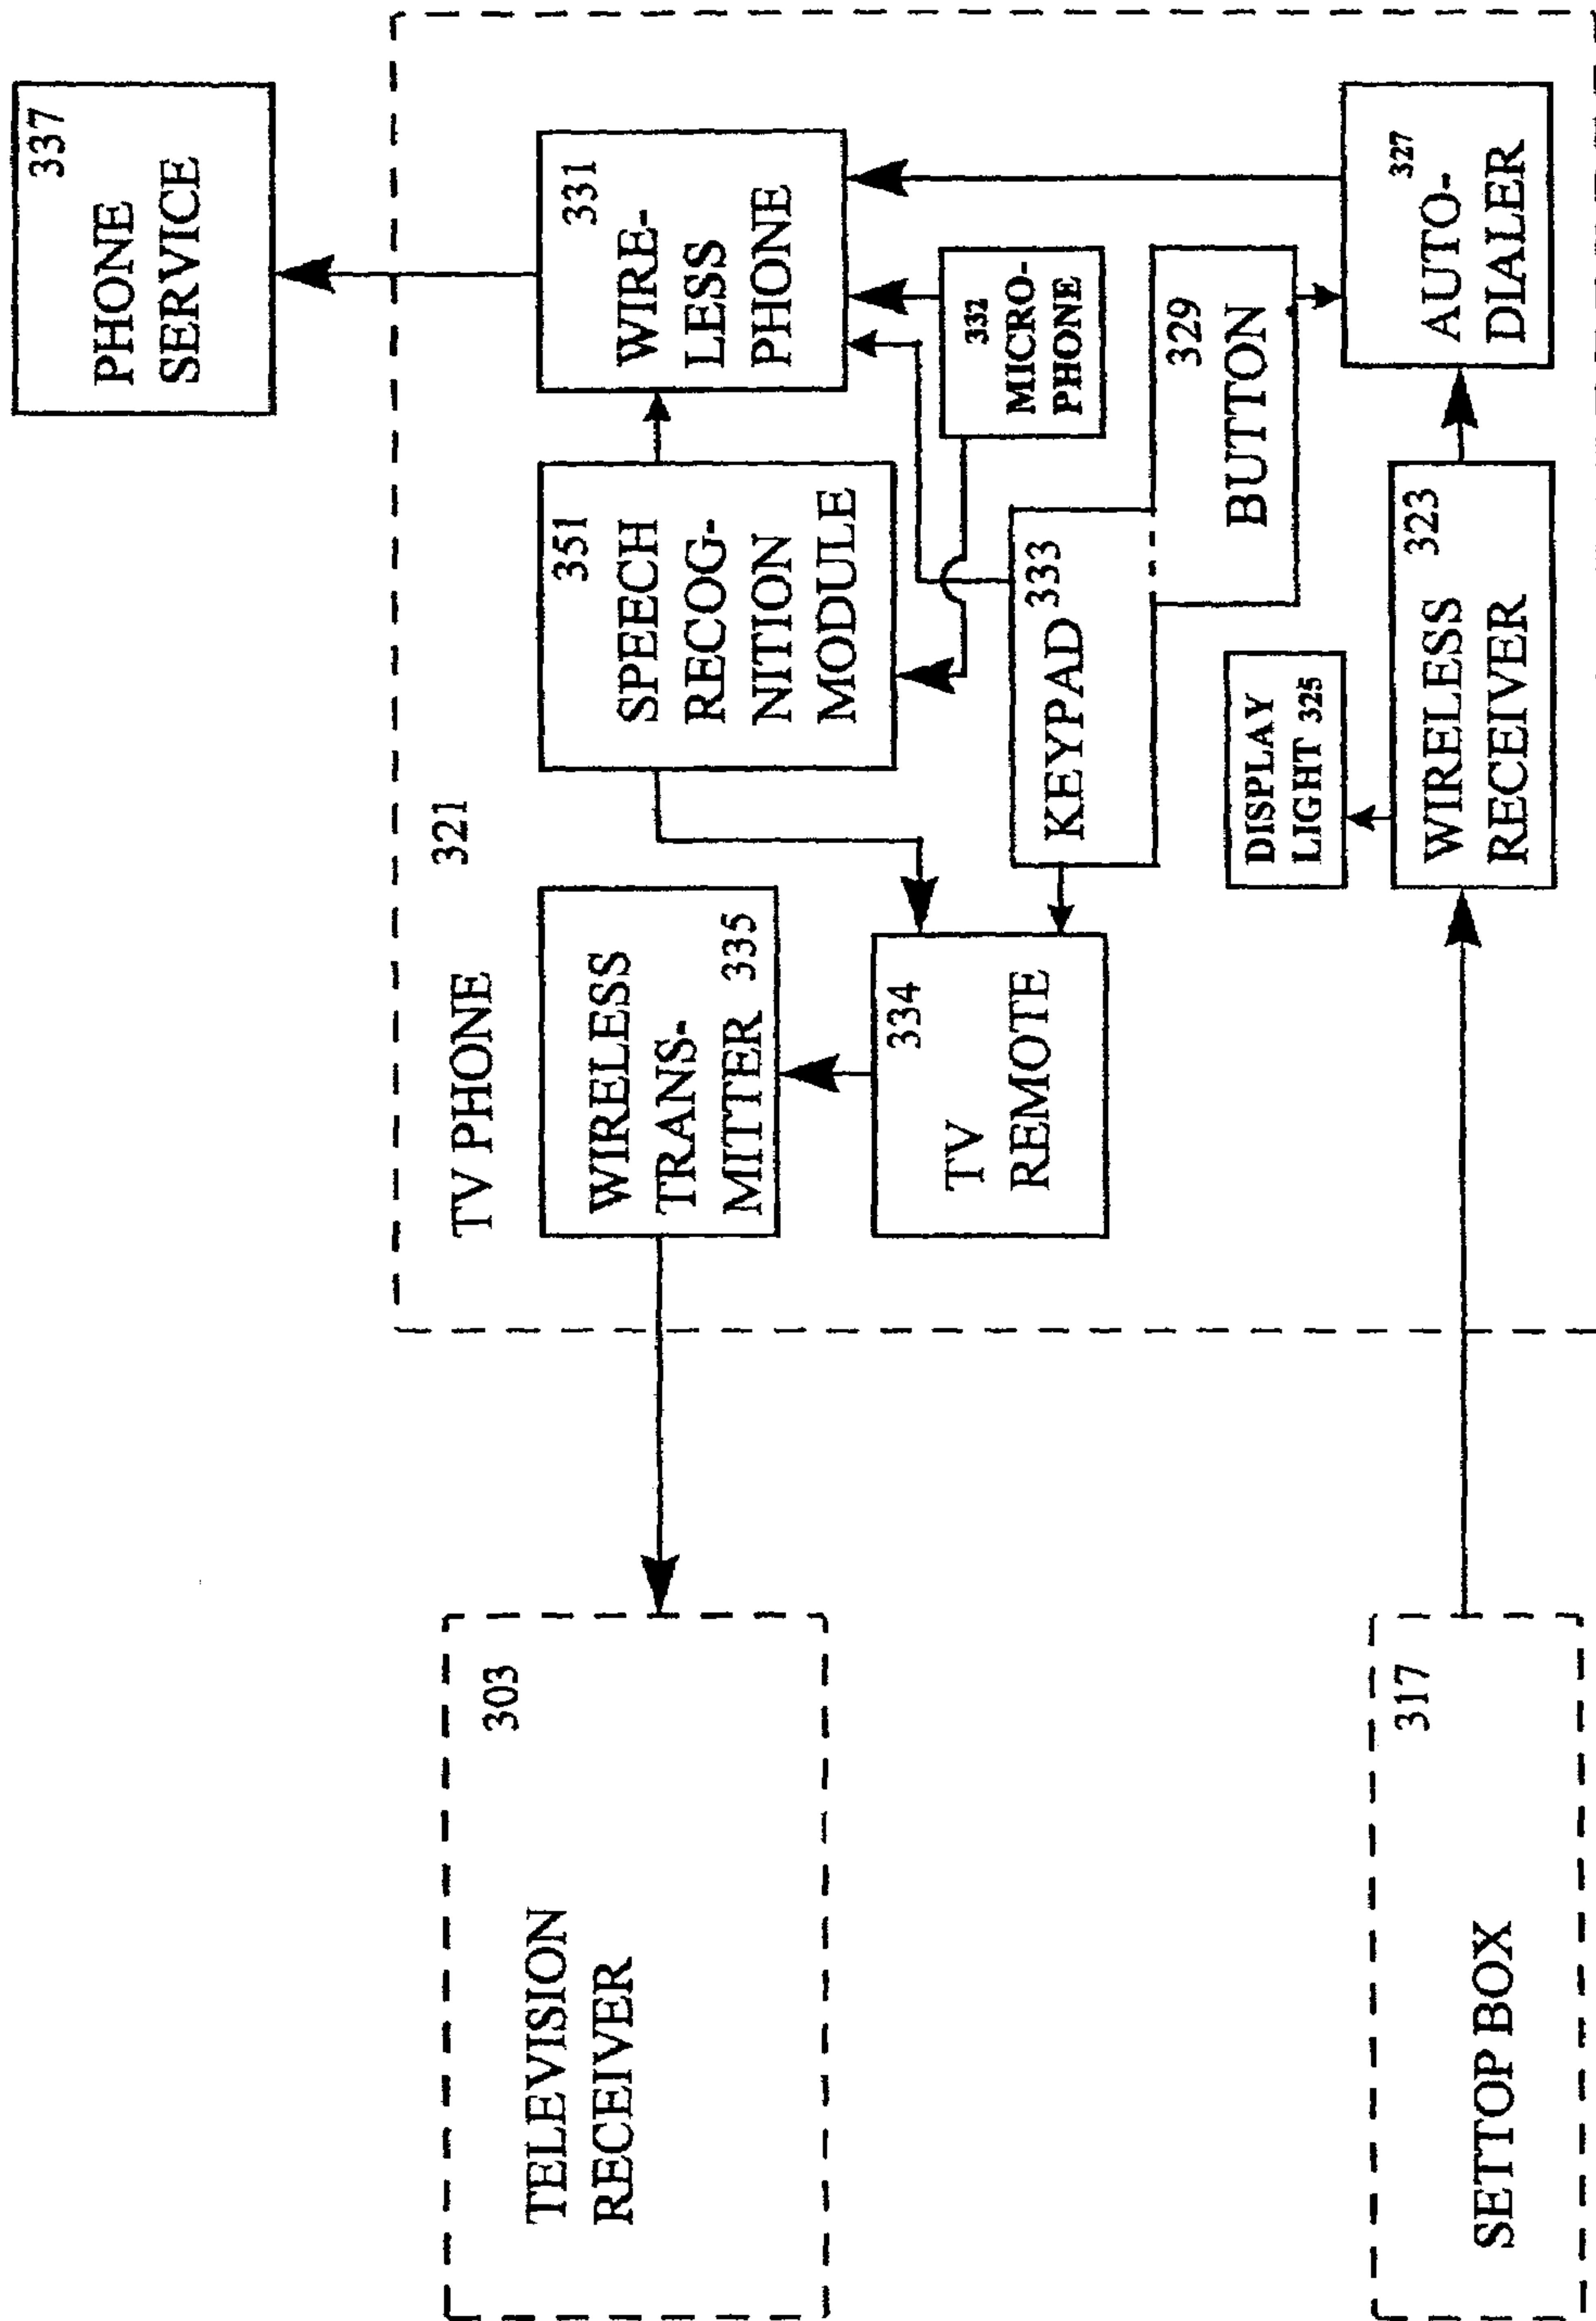 337
PHONE
SERVICE
TV PHONE 321
331
WIRE-
LESS
PHONE
351
SPEECH
RECOG-
NITION
MODULE
WIRELESS
TRANS-
MITTER 335
303
TELEVISION
RECEIVER
332
MICRO-
PHONE
334
TV
REMOTE
333
KEYPAD
329
BUTTON
DISPLAY
LIGHT 325
327
AUTO-
DIALER
323
WIRELESS
RECEIVER
317
SETTOP BOX